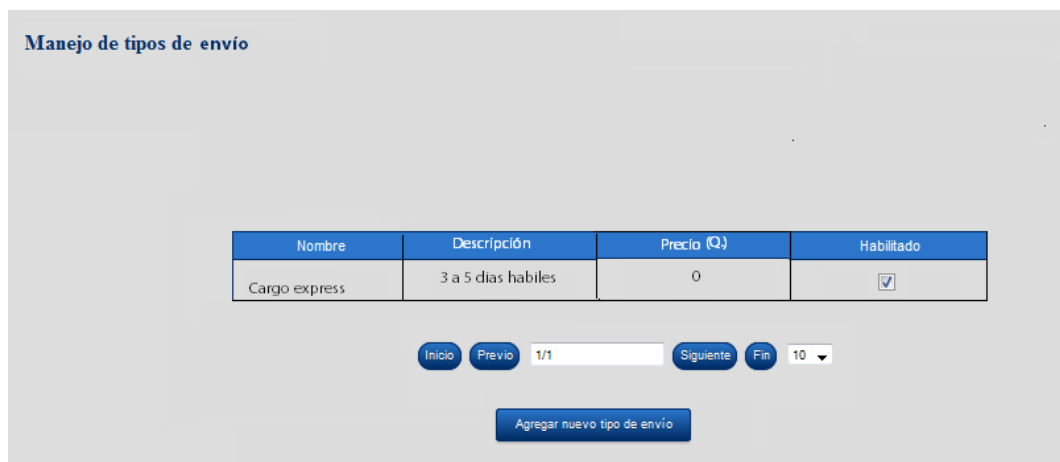 Manejo de tipos de envío
Nombre Descripción Precio (Q.) Habilitado
Cargo express 3 a 5 dias habiles 0
Inicio Previo 1/1 Siguiente Fin 10
Agregar nuevo tipo de envío